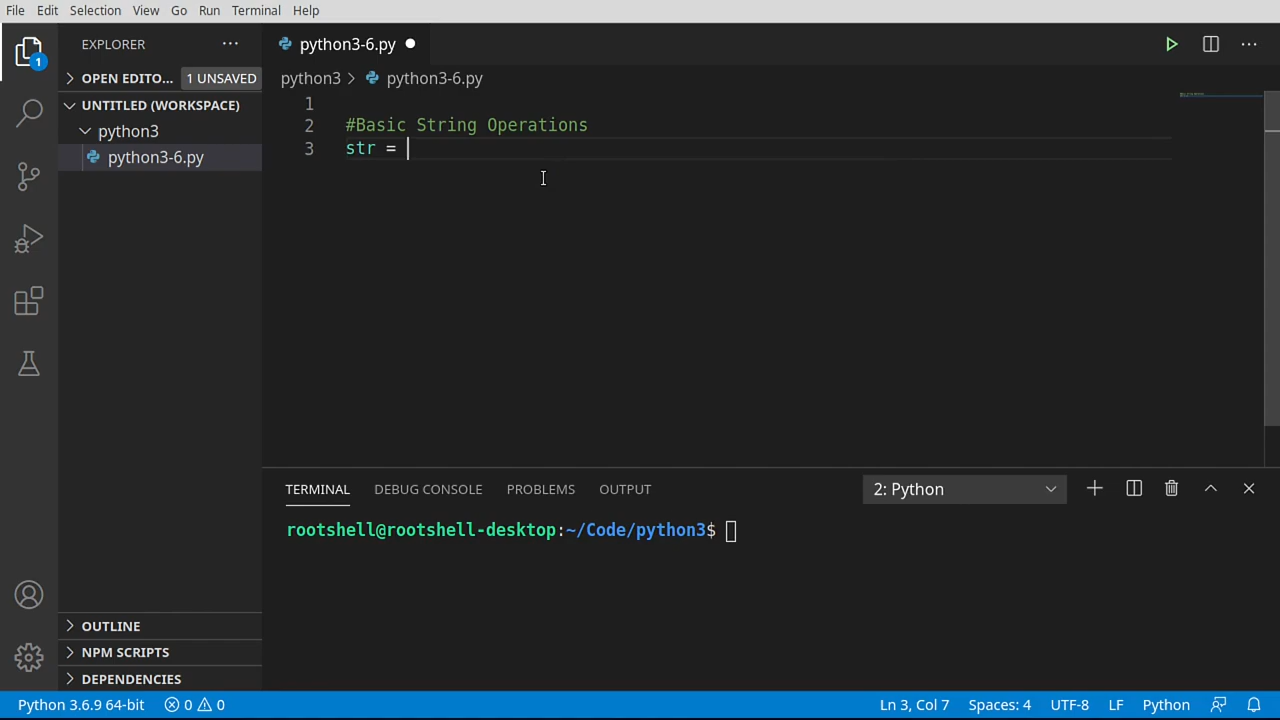 File Edit Selection View Go Run Terminal Help
EXPLORER
python3-6.py
1
OPEN EDITO... 1 UNSAVED
python3 > python3-6.py
UNTITLED (WORKSPACE)
python3
python3-6.py
1
2 #Basic String Operations
3 str =
TERMINAL DEBUG CONSOLE PROBLEMS OUTPUT 2: Python
rootshell@rootshell-desktop:~/Code/python3$
OUTLINE
NPM SCRIPTS
DEPENDENCIES
Python 3.6.9 64-bit 0 0 Ln 3, Col 7 Spaces: 4 UTF-8 LF Python